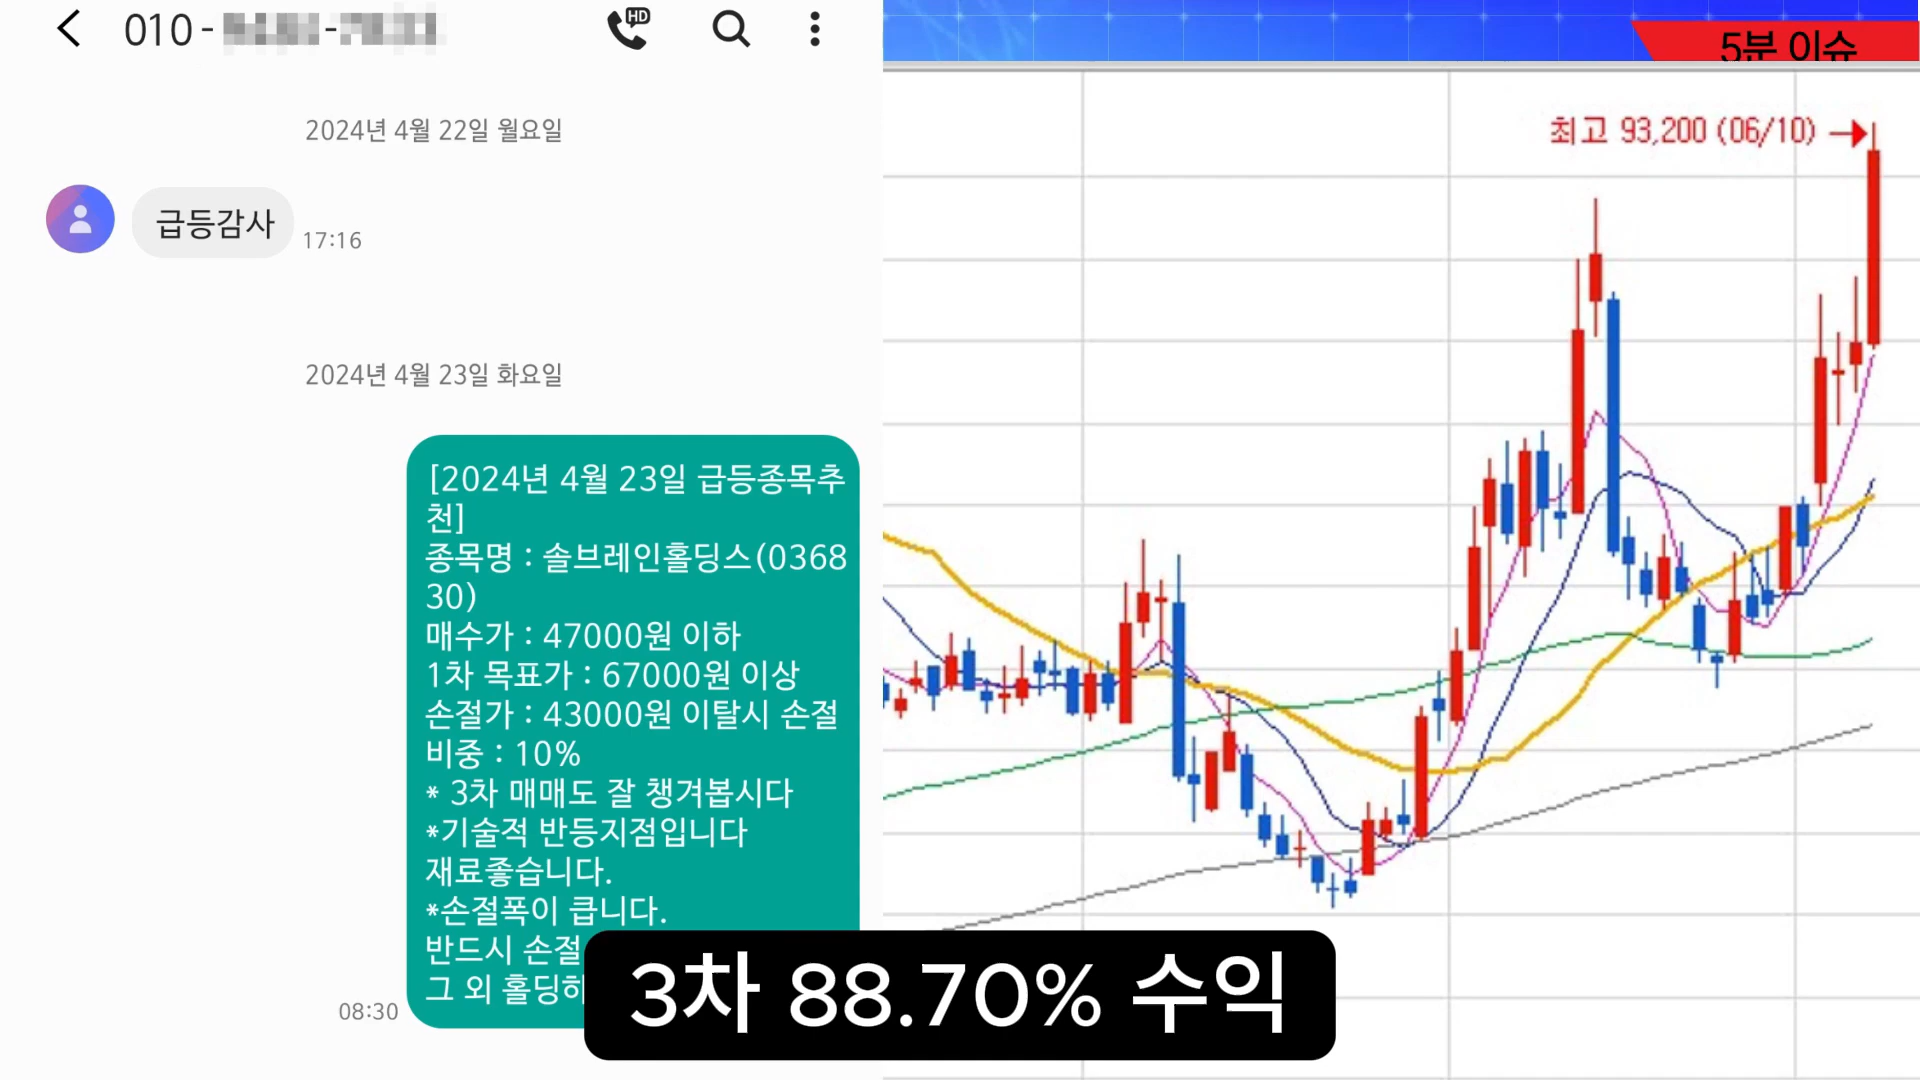 010-
2024년 4월 22일 월요일
급등감사
17:16
2024년 4월 23일 화요일
[2024년 4월 23일 급등종목추
천]
종목명 : 솔브레인홀딩스(0368
30)
매수가 : 47000원 이하
1차 목표가 : 67000원 이상
손절가 : 43000원 이탈시 손절
비중 : 10%
* 3차 매매도 잘 챙겨봅시다
*기술적 반등지점입니다
재료좋습니다.
*손절폭이 큽니다.
반드시 손절
그 외 홀딩하
08:30
HD
5분 이슈
최고 93,200 (06/10)
3차 88.70% 수익